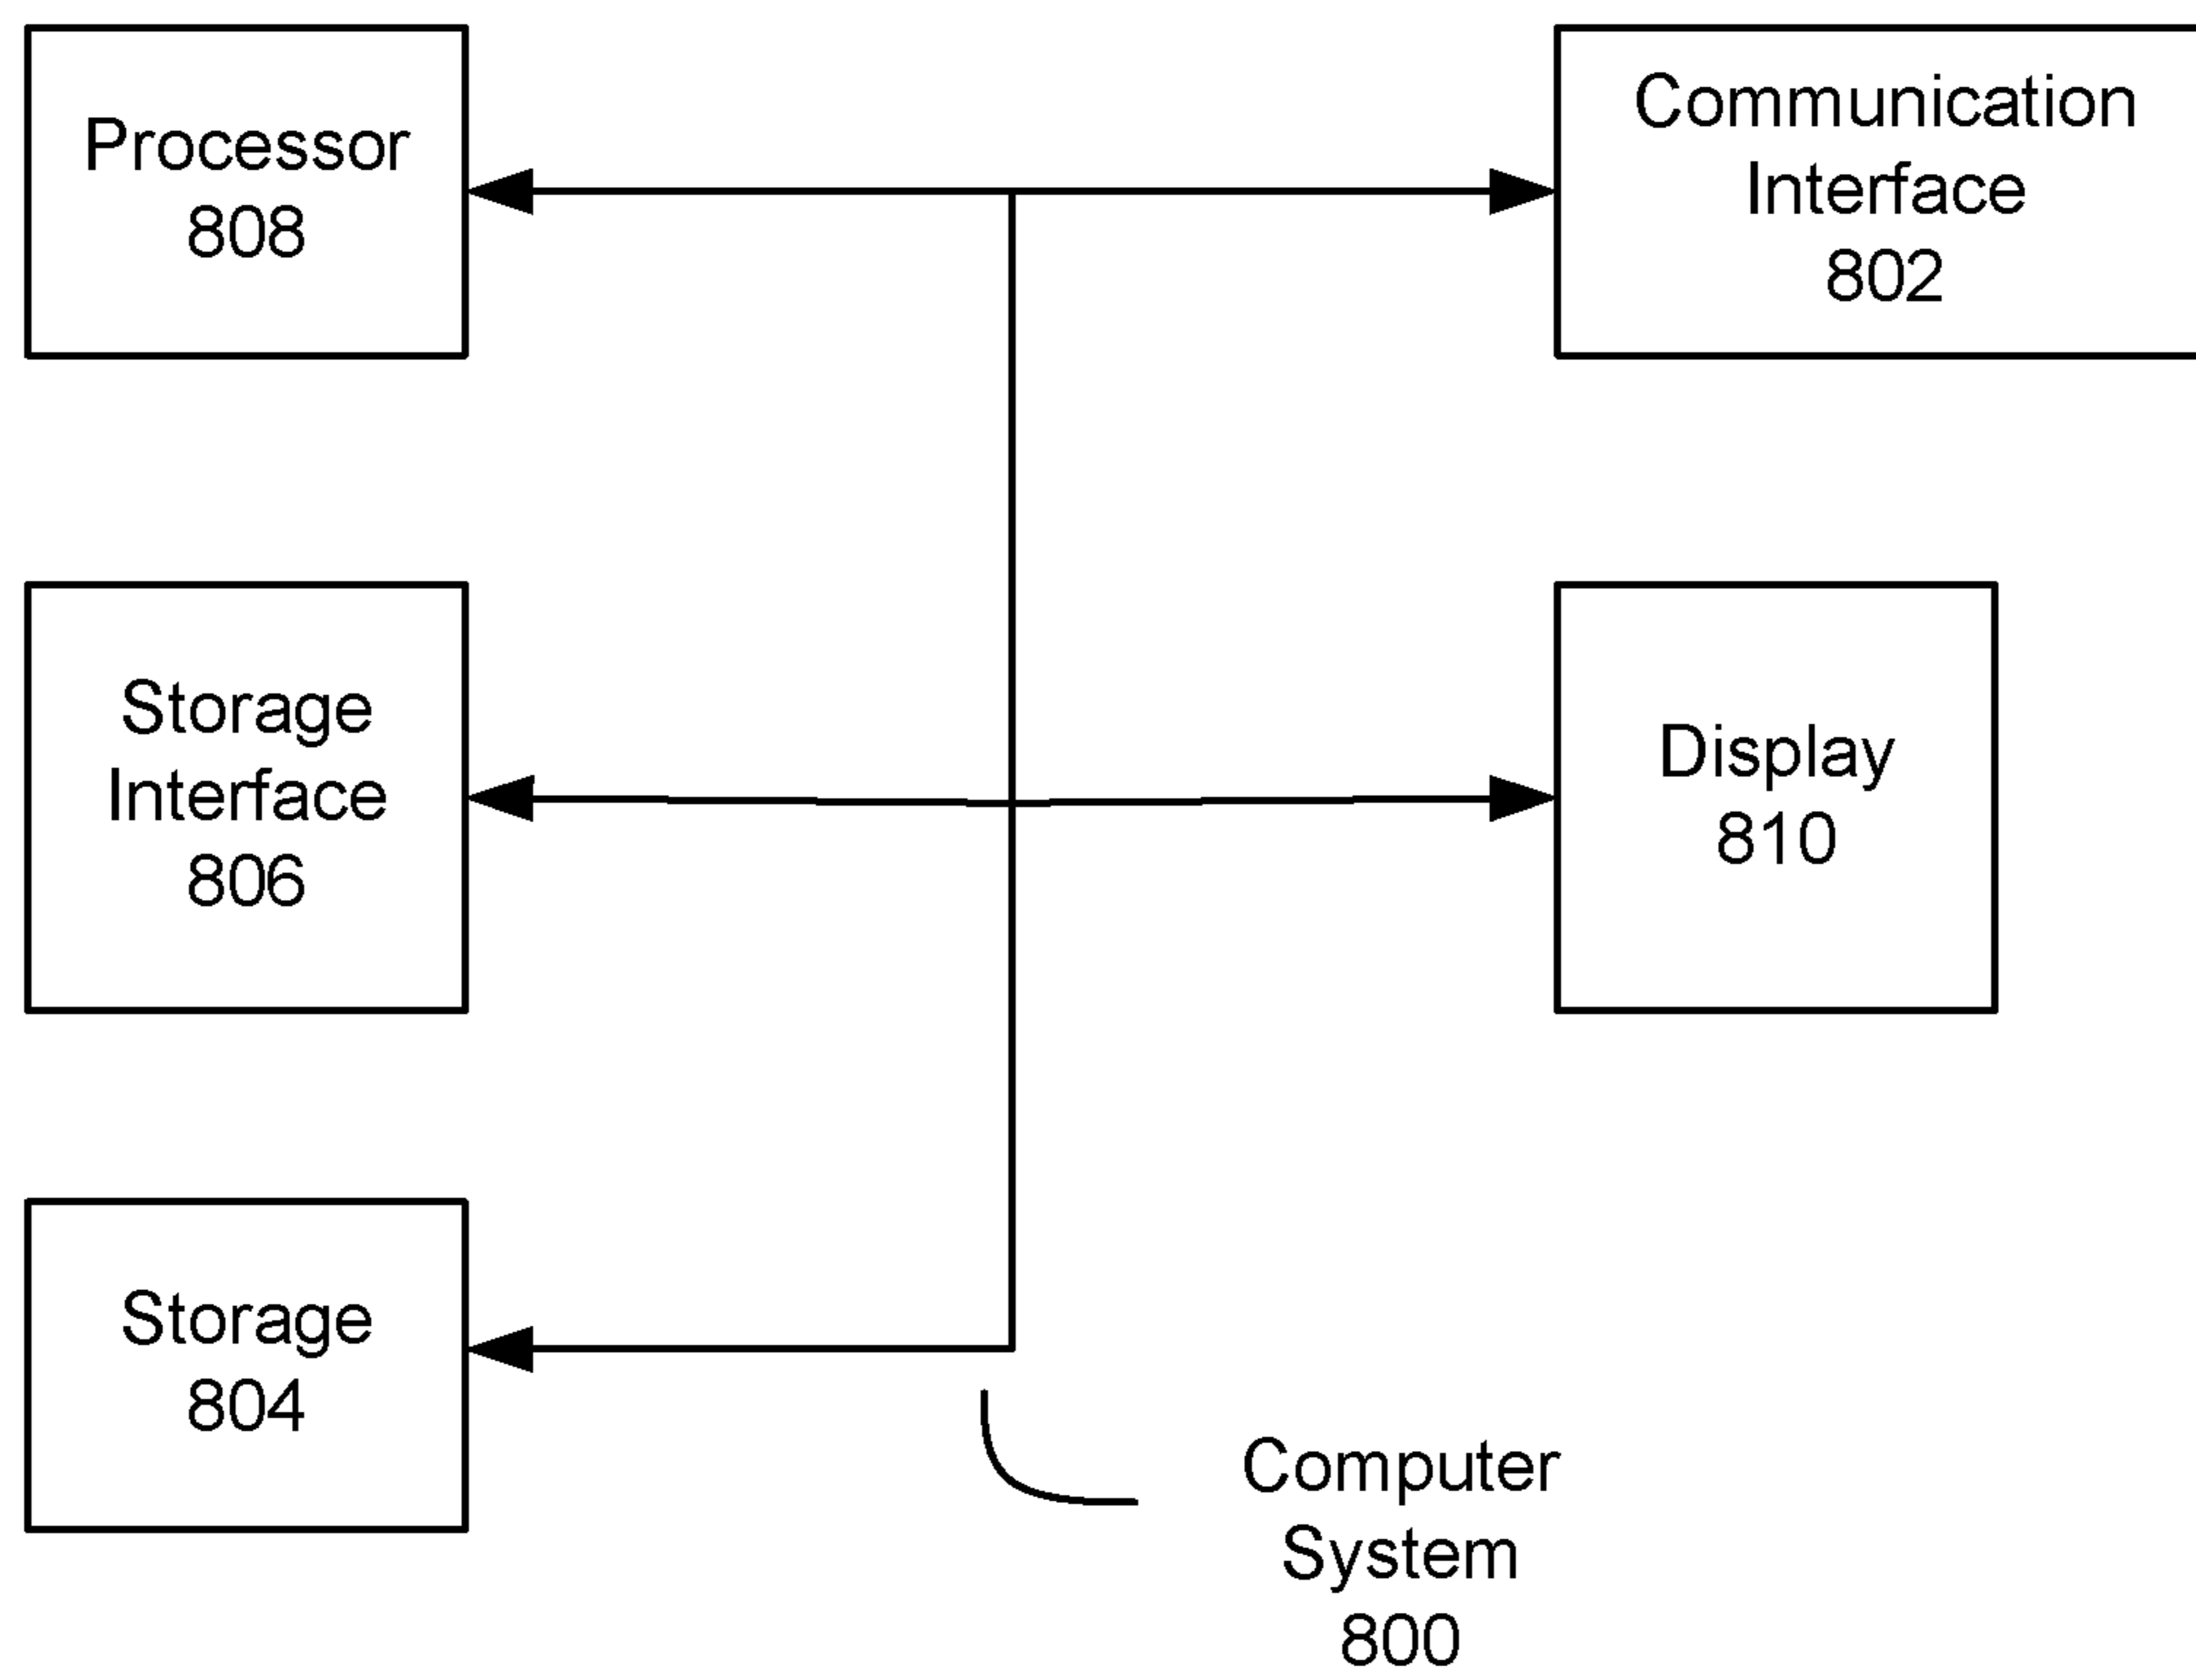 Processor
808
Communication
Interface
802
Storage
Interface
806
Display
810
Storage
804
Computer
System
800